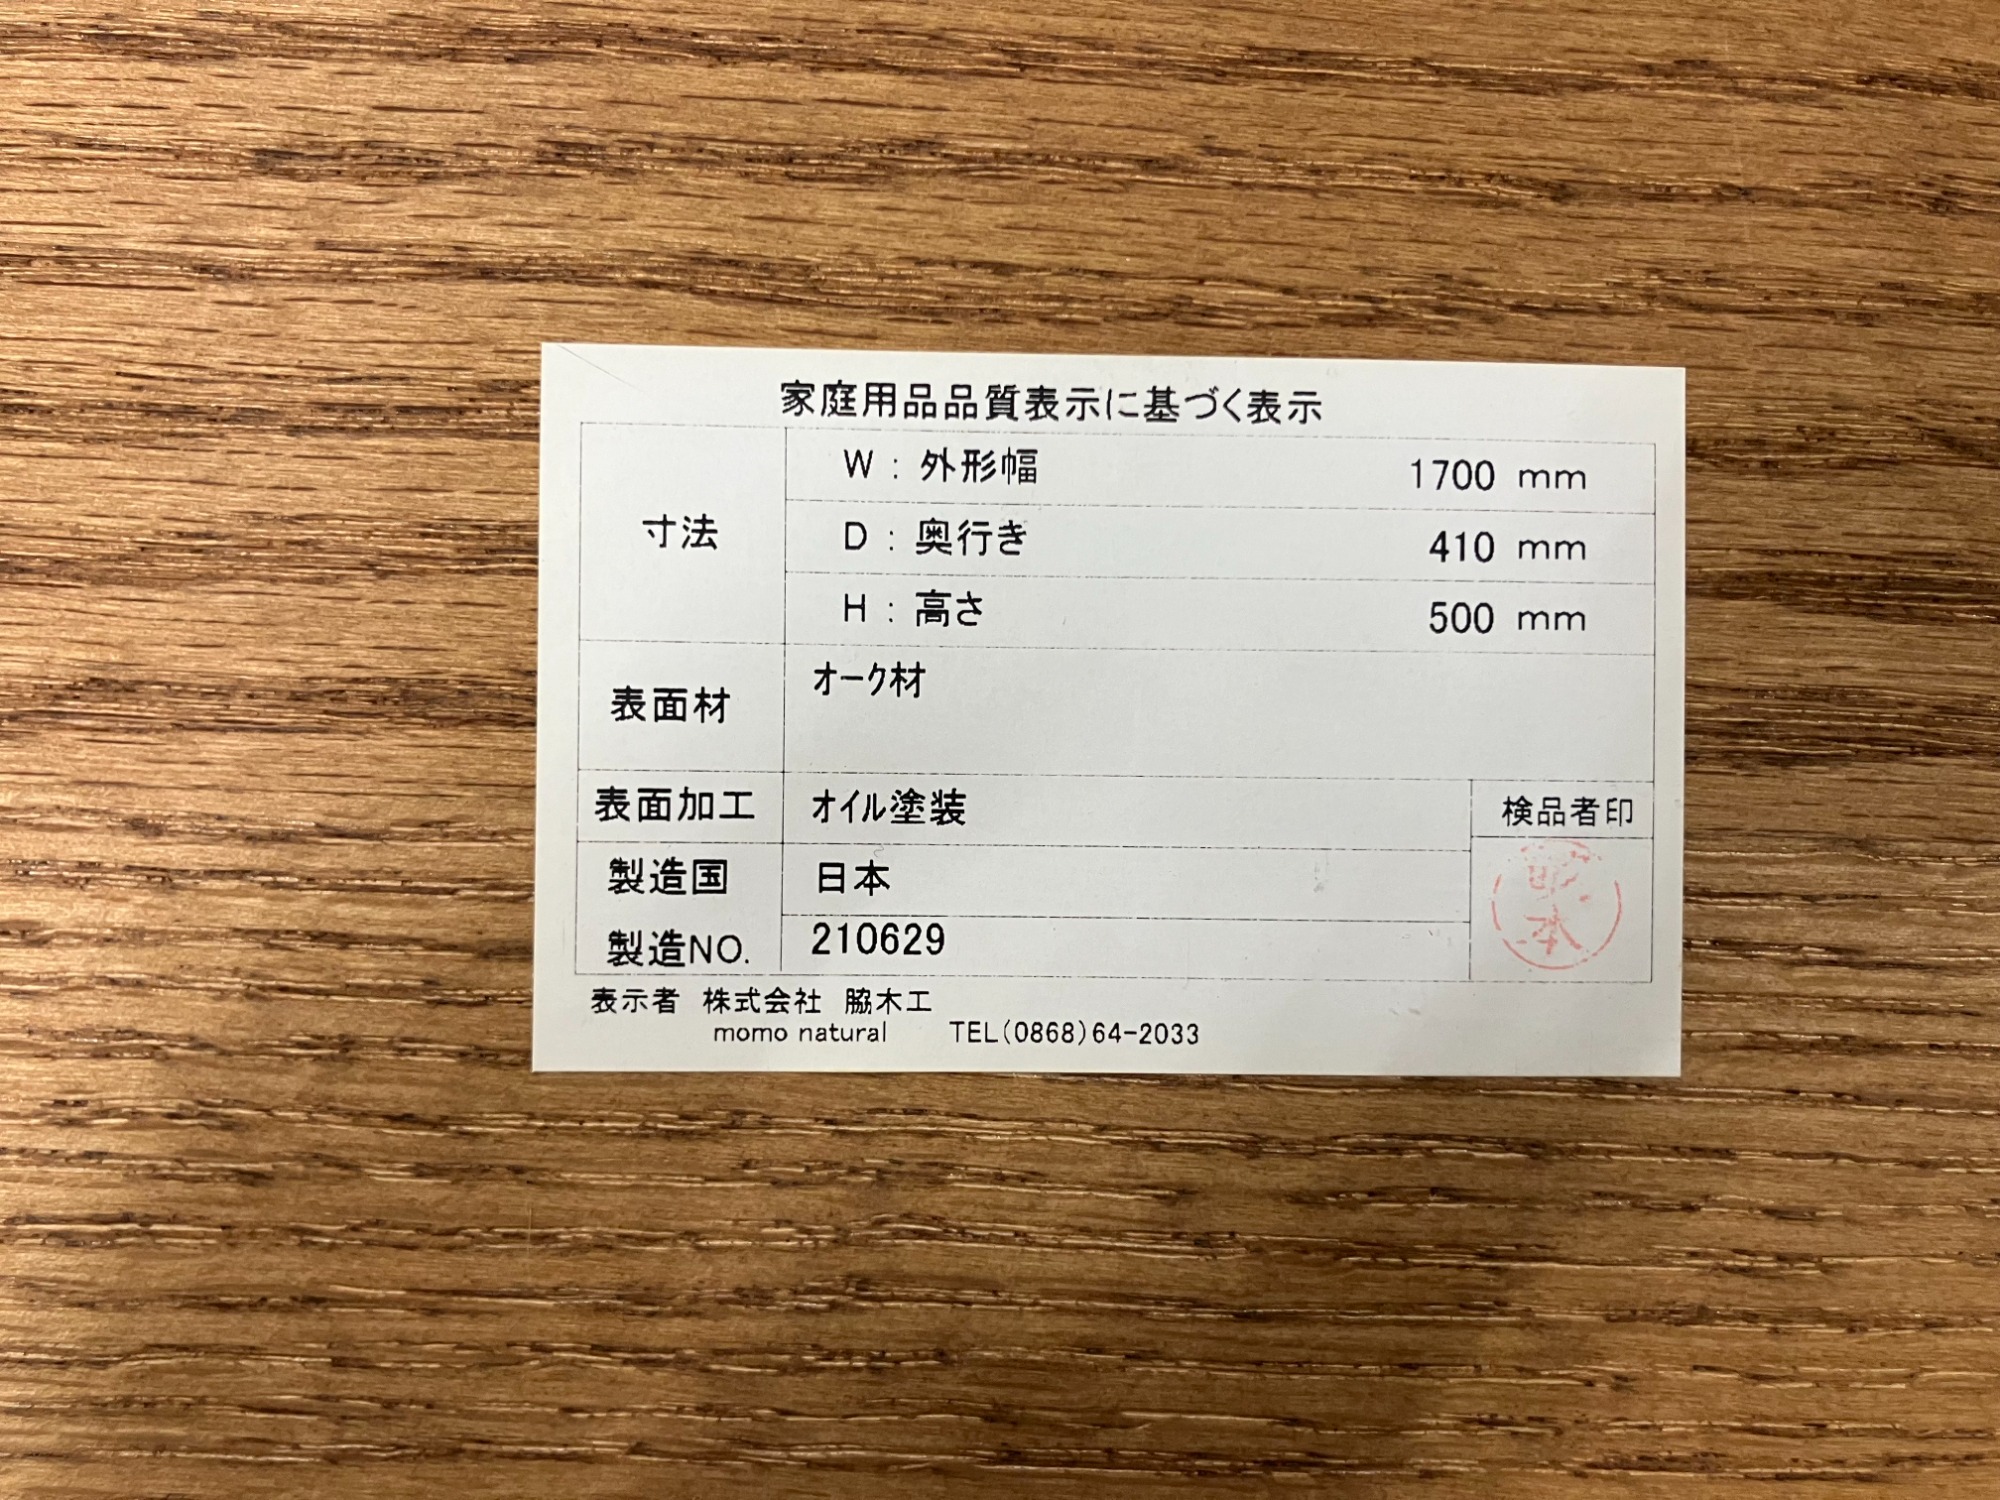 家庭用品品質表示に基づく表示
寸法
W : 外形幅 1700 mm
D : 奥行き 410 mm
H : 高さ 500 mm
表面材 オーク材
表面加工 オイル塗装 検品者印
製造国 日本
製造NO. 210629
本
表示者 株式会社 脇木工
momo natural TEL(0868)64-2033